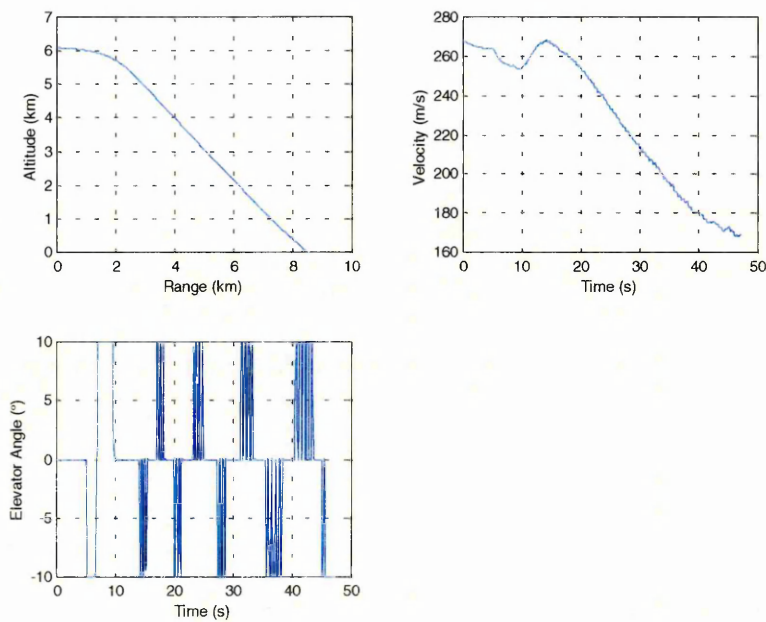 7
6
5
4
3
2
1
0
Altitude (km)
0 2 4 6 8 10
Range (km)
280
260
240
220
200
180
160
Velocity (m/s)
0 10 20 30 40 50
Time (s)
10
5
0
-5
-10
Elevator Angle (°)
0 10 20 30 40 50
Time (s)